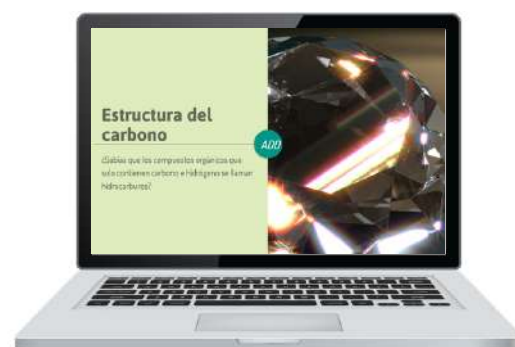 Estructura del
carbono
ADD
¿Sabías que los compuestos orgánicos que
solo contienen carbono e hidrógeno se llaman
hidrocarburos?